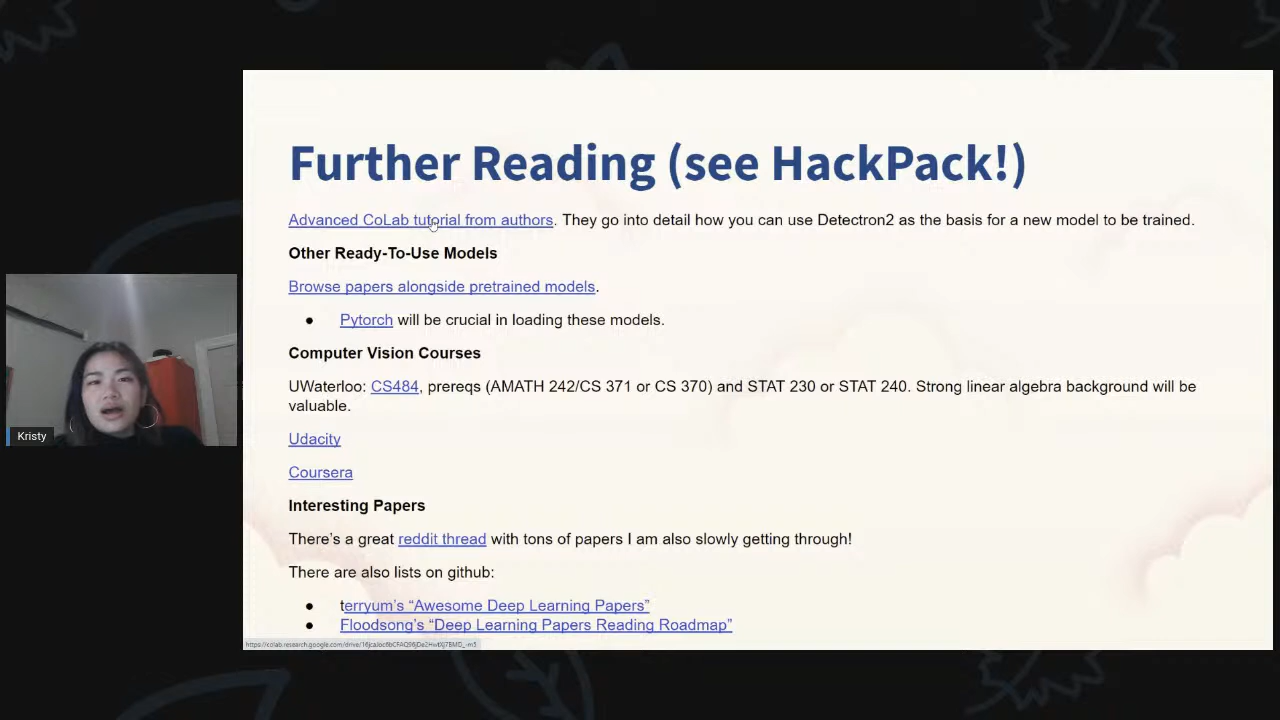 Further Reading (see HackPack!)
Advanced CoLab tutorial from authors. They go into detail how you can use Detectron2 as the basis for a new model to be trained.
Other Ready-To-Use Models
Browse papers alongside pretrained models.
● Pytorch will be crucial in loading these models.
Computer Vision Courses
UWaterloo: CS484, prereqs (AMATH 242/CS 371 or CS 370) and STAT 230 or STAT 240. Strong linear algebra background will be
valuable.
Udacity
Coursera
Interesting Papers
There's a great reddit thread with tons of papers I am also slowly getting through!
There are also lists on github:
● terryum's “Awesome Deep Learning Papers”
● Floodsong's “Deep Learning Papers Reading Roadmap”
Kristy